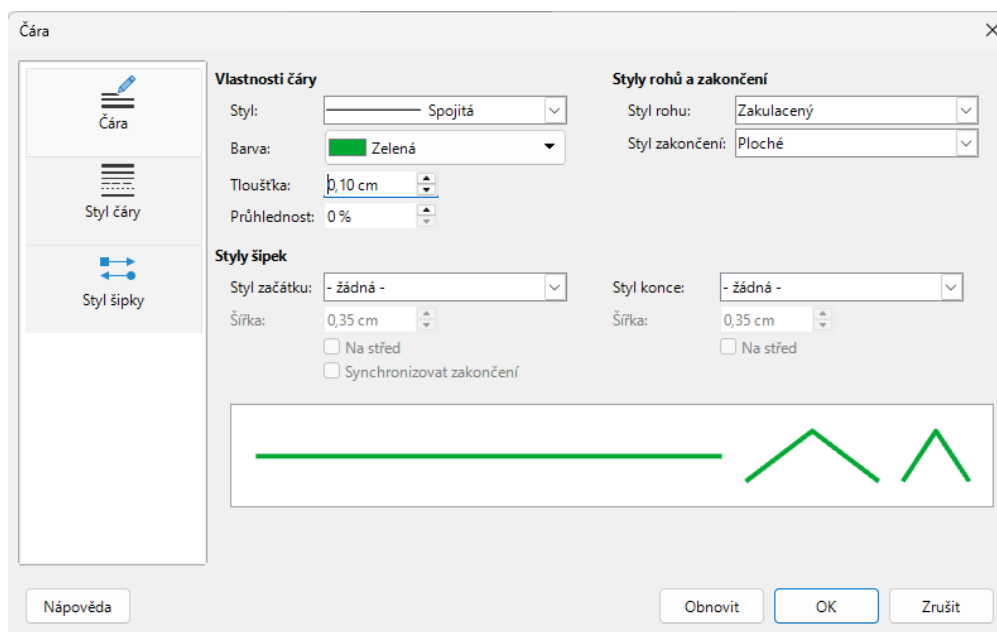 Čára
Čára
Styl čáry
Styl šipky
Vlastnosti čáry
Styl:
Spojitá
Barva:
Zelená
Tloušťka:
0,10 cm
Průhlednost:
0 %
Styly rohů a zakončení
Styl rohu:
Zakulacený
Styl zakončení:
Ploché
Styly šipek
Styl začátku:
- žádná -
Šířka:
0,35 cm
Na střed
Synchronizovat zakončení
Styl konce:
- žádná -
Šířka:
0,35 cm
Na střed
Nápověda
Obnovit
OK
Zrušit